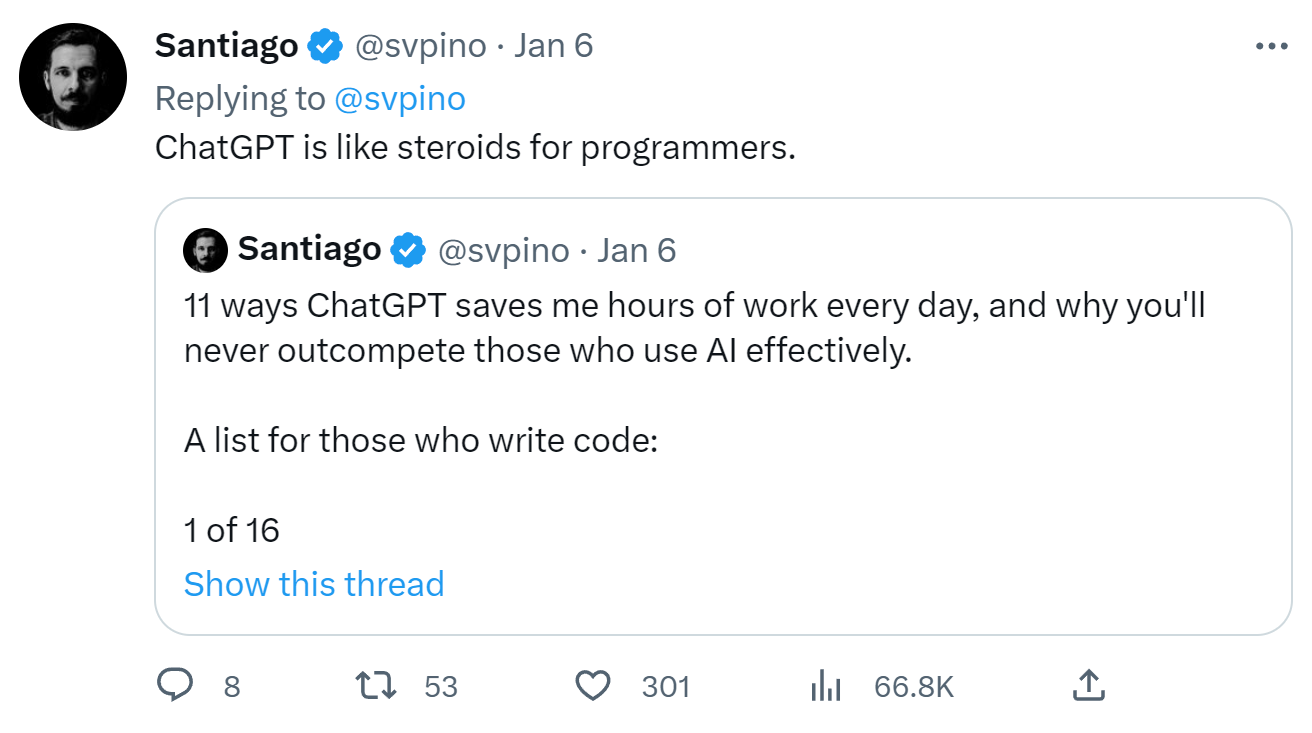 Santiago @svpino · Jan 6
Replying to @svpino
ChatGPT is like steroids for programmers.
Santiago @svpino · Jan 6
11 ways ChatGPT saves me hours of work every day, and why you'll
never outcompete those who use AI effectively.
A list for those who write code:
1 of 16
Show this thread
8 53 301 66.8K